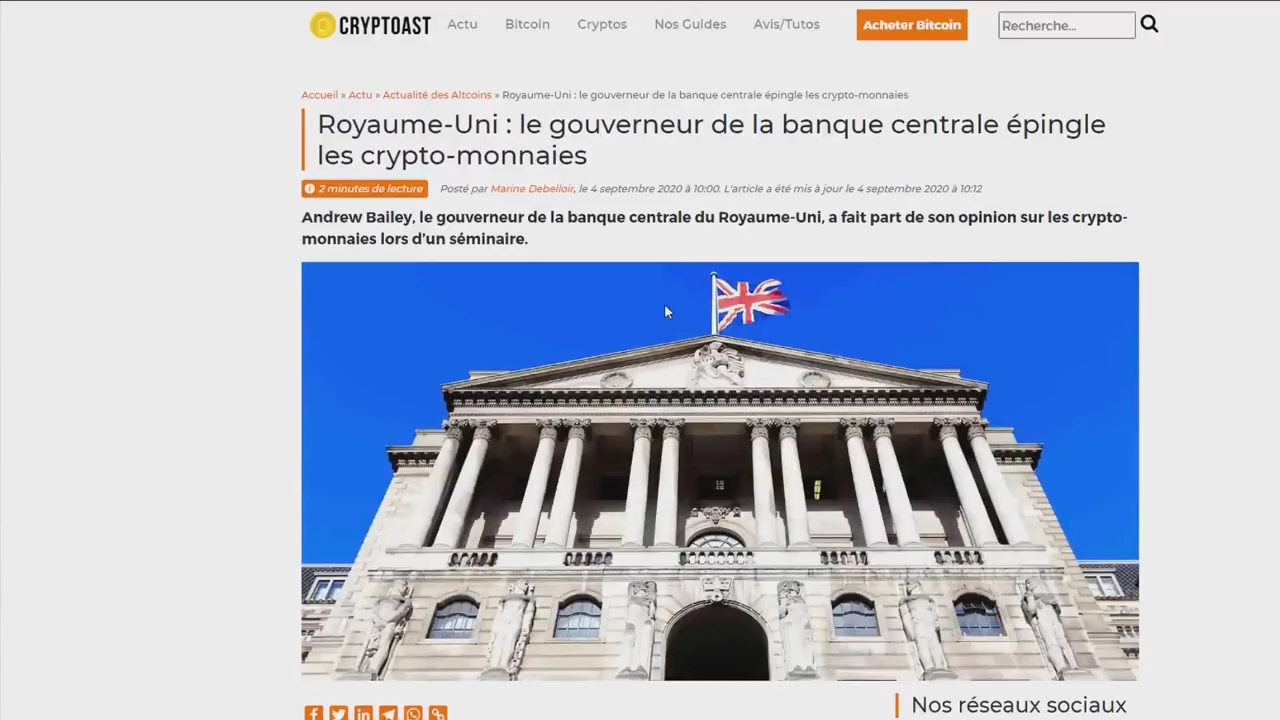 CRYPTOAST Actu Bitcoin Cryptos Nos Guides Avis/Tutos Acheter Bitcoin Recherche...
Accueil » Actu » Actualité des Altcoins » Royaume-Uni : le gouverneur de la banque centrale épingle les crypto-monnaies
Royaume-Uni : le gouverneur de la banque centrale épingle
les crypto-monnaies
2 minutes de lecture Posté par Marine Debelloir, le 4 septembre 2020 à 10:00. L'article a été mis à jour le 4 septembre 2020 à 10:12
Andrew Bailey, le gouverneur de la banque centrale du Royaume-Uni, a fait part de son opinion sur les crypto-
monnaies lors d'un séminaire.
Nos réseaux sociaux